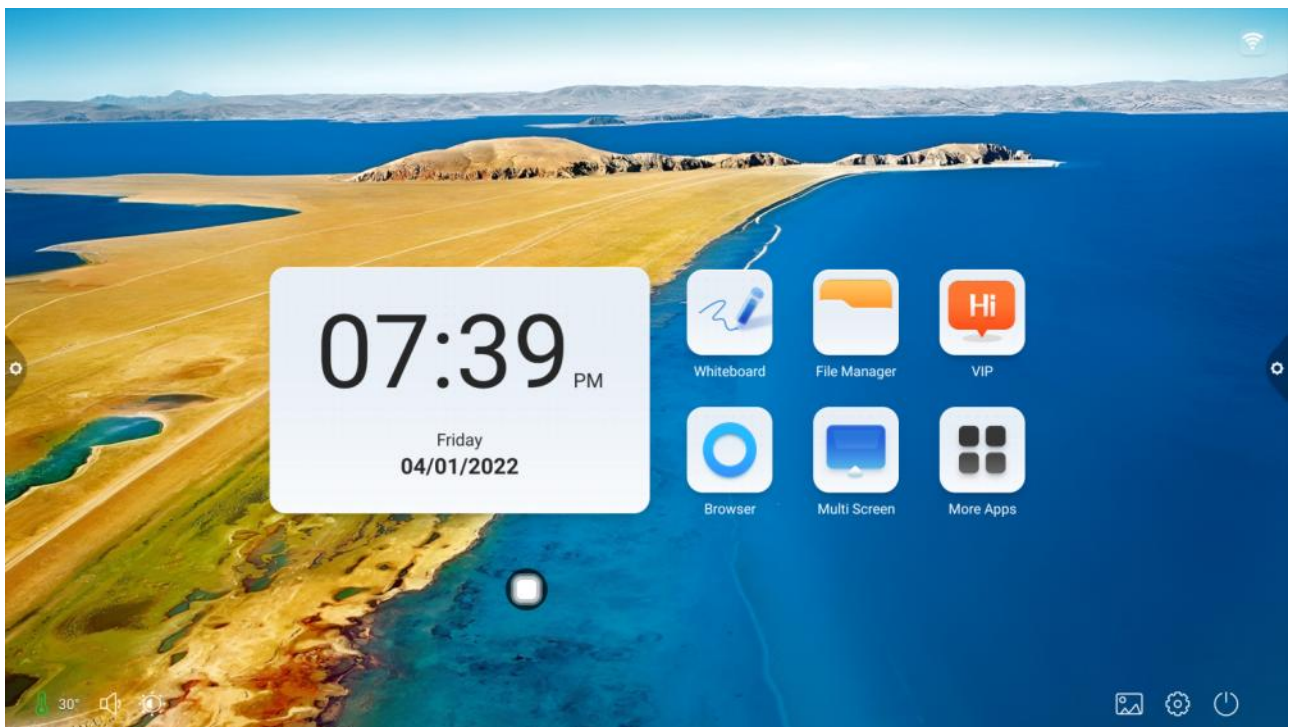 07:39 PM
Friday
04/01/2022
Hi
Whiteboard
File Manager
VIP
Browser
Multi Screen
More Apps
30°